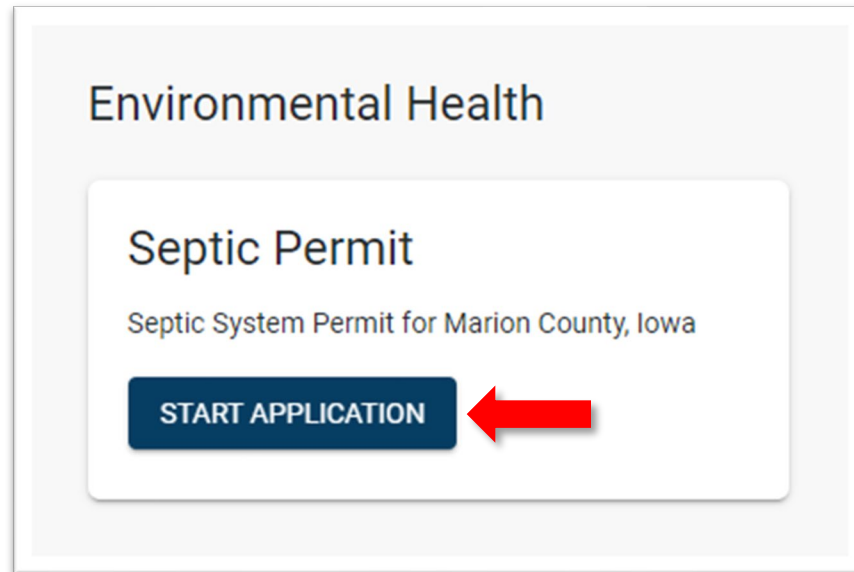 Environmental Health
Septic Permit
Septic System Permit for Marion County, Iowa
START APPLICATION